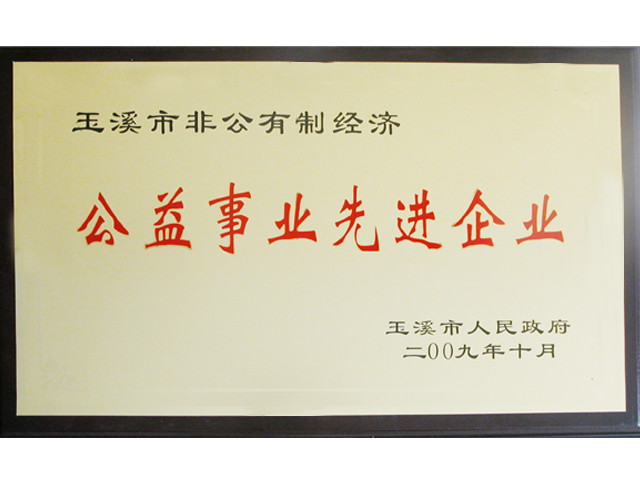 玉溪市非公有制经济
公益事业先进企业
玉溪市人民政府
二00九年十月